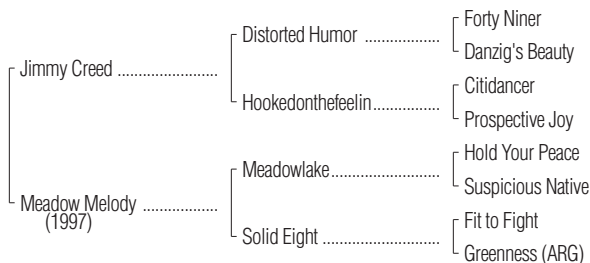 Jimmy Creed ......................
Distorted Humor ................
Forty Niner
Danzig's Beauty
Hookedonthefeelin...............
Citidancer
Prospective Joy
Meadow Melody ................
(1997)
Meadowlake........................
Hold Your Peace
Suspicious Native
Solid Eight ..........................
Fit to Fight
Greenness (ARG)